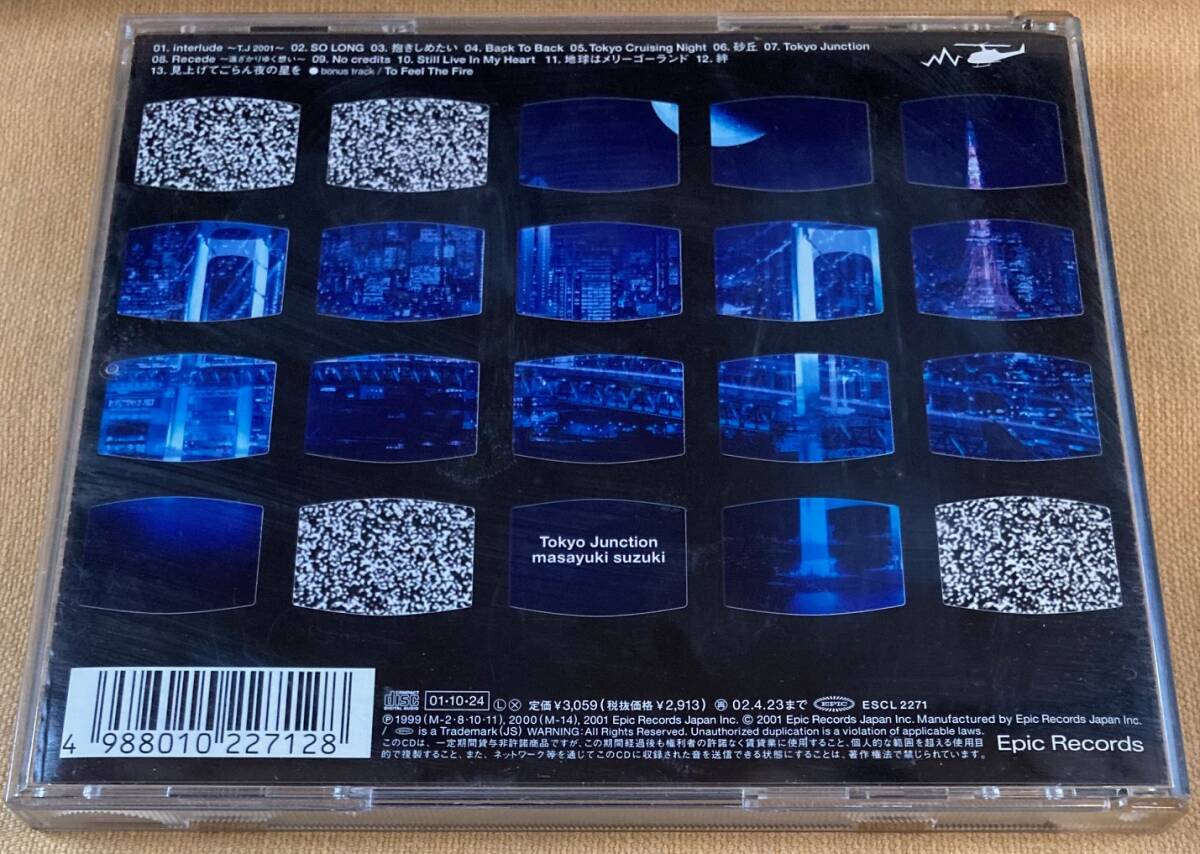 01. interlude ～T.J 2001～ 02. SO LONG 03. 抱きしめたい 04. Back To Back 05. Tokyo Cruising Night 06. 砂丘 07. Tokyo Junction
08. Recede ～遠ざかりゆく想い～ 09. No credits 10. Still Live In My Heart 11. 地球はメリーゴーランド 12. 絆
13. 見上げてごらん夜の星を ●bonus track / To Feel The Fire
Tokyo Junction
masayuki suzuki
4 988010 227128
COMPACT disc DIGITAL AUDIO 01・10・24 Ⓛ Ⓧ 定価¥3,059(税抜価格¥2,913) 再 02.4.23まで EPIC ESCL 2271
Ⓟ1999(M-2・8・10・11), 2000(M-14), 2001 Epic Records Japan Inc. © 2001 Epic Records Japan Inc. Manufactured by Epic Records Japan Inc.
/ EPIC is a Trademark(JS) WARNING: All Rights Reserved. Unauthorized duplication is a violation of applicable laws.
このCDは、一定期間貸与非許諾商品ですが、この期間経過後も権利者の許諾なく賃貸業に使用すること、個人的な範囲を超える使用目
的で複製すること、また、ネットワーク等を通じてこのCDに収録された音を送信できる状態にすることは、著作権法で禁じられています。
Epic Records